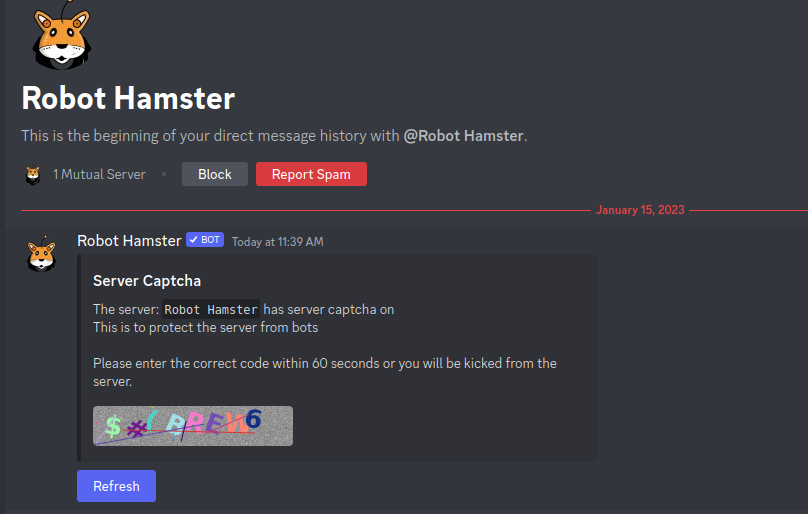 Robot Hamster
This is the beginning of your direct message history with @Robot Hamster.
1 Mutual Server • Block Report Spam
January 15, 2023
Robot Hamster ✔ BOT Today at 11:39 AM
Server Captcha
The server: Robot Hamster has server captcha on
This is to protect the server from bots
Please enter the correct code within 60 seconds or you will be kicked from the
server.
Refresh